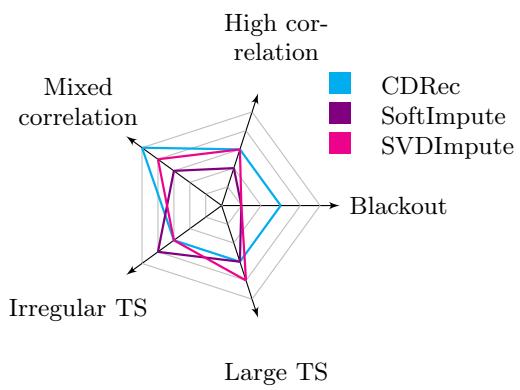 High cor-
relation
Mixed
correlation
CDRec
SoftImpute
SVDImpute
Blackout
Irregular TS
Large TS